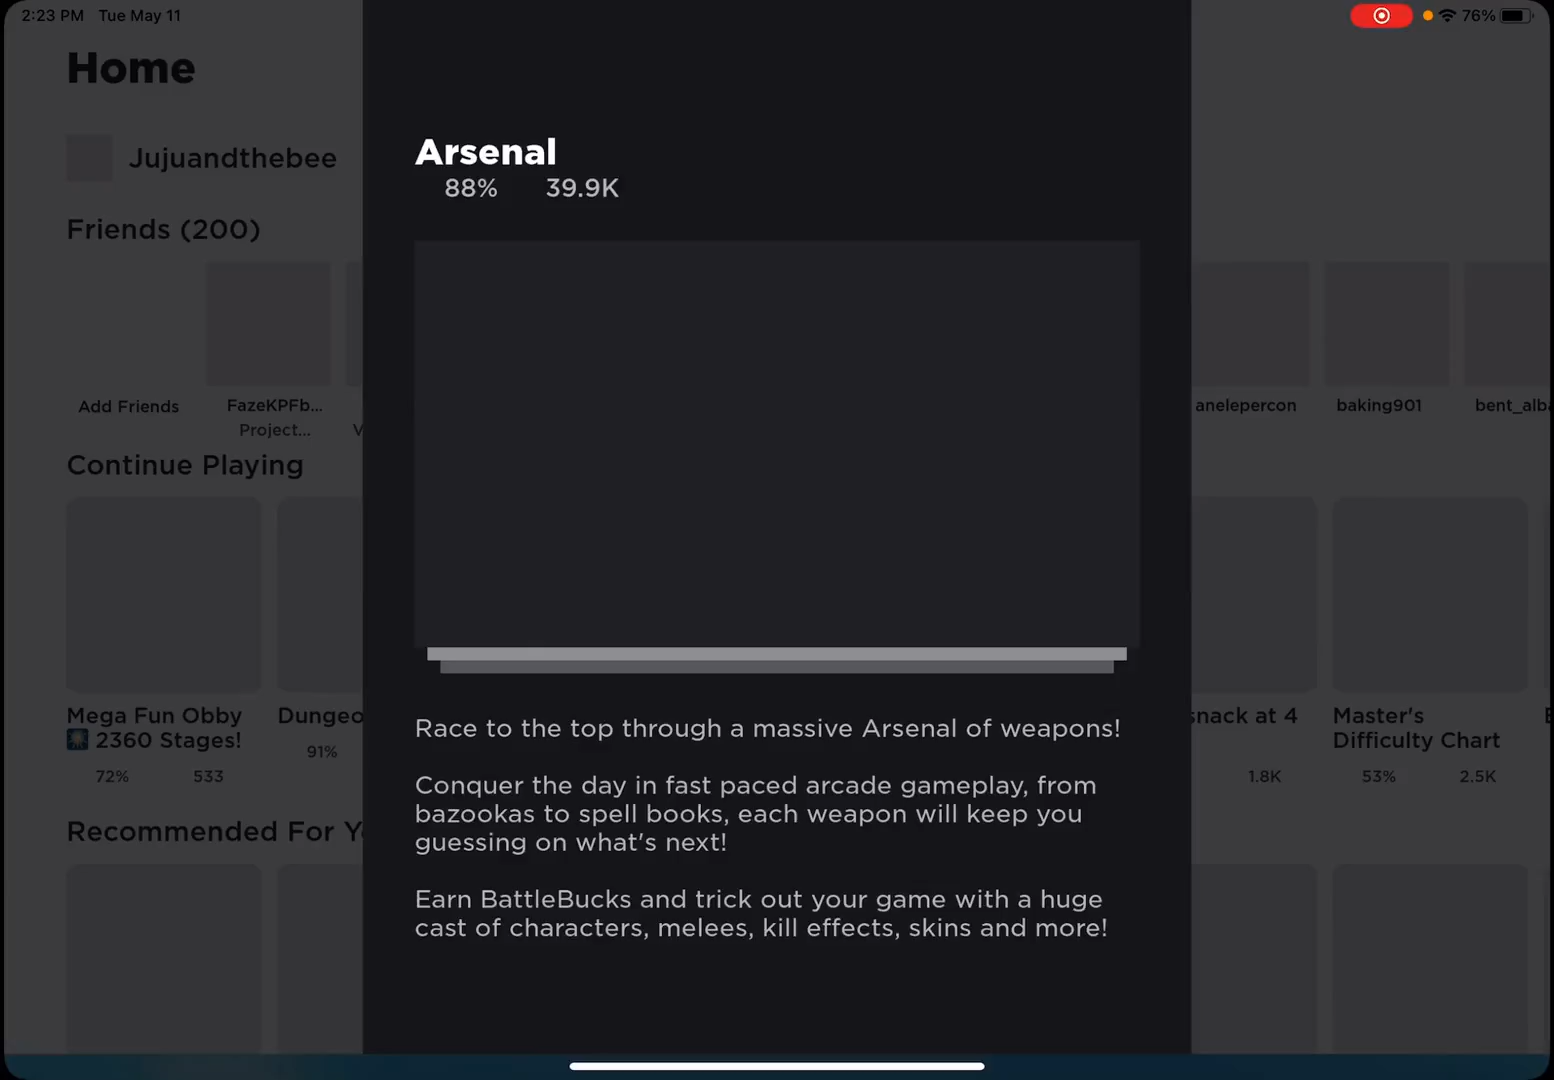 2:23 PM Tue May 11
76%
Home
Jujuandthebee
Friends (200)
Add Friends
FazeKPFb...
Project...
anelepercon
baking901
bent_alb
Continue Playing
Mega Fun Obby
2360 Stages!
72% 533
Dungeo
91%
snack at 4
1.8K
Master's
Difficulty Chart
53% 2.5K
Recommended For Y
Arsenal
88% 39.9K
Race to the top through a massive Arsenal of weapons!
Conquer the day in fast paced arcade gameplay, from
bazookas to spell books, each weapon will keep you
guessing on what's next!
Earn BattleBucks and trick out your game with a huge
cast of characters, melees, kill effects, skins and more!